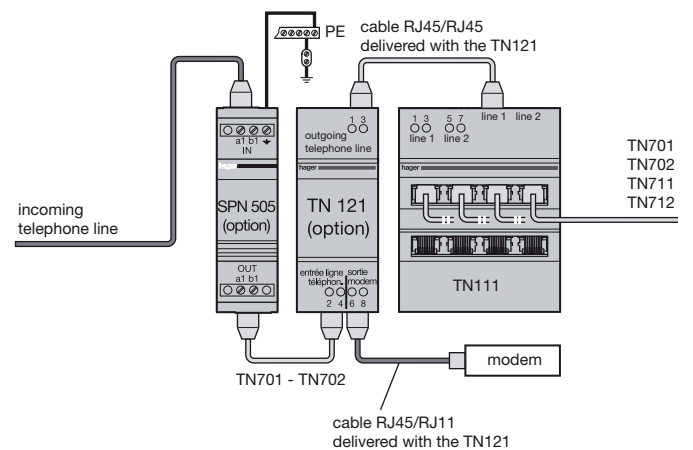 PE
cable RJ45/RJ45
delivered with the TN121
incoming
telephone line
a1 b1
IN
hager
SPN 505
(option)
OUT
a1 b1
1 3
outgoing
telephone line
hager
TN 121
(option)
entrée ligne
téléphon.
sortie
modem
2 4 6 8
1 3
line 1
5 7
line 2
line 1 line 2
hager
TN111
TN701
TN702
TN711
TN712
TN701 - TN702
modem
cable RJ45/RJ11
delivered with the TN121